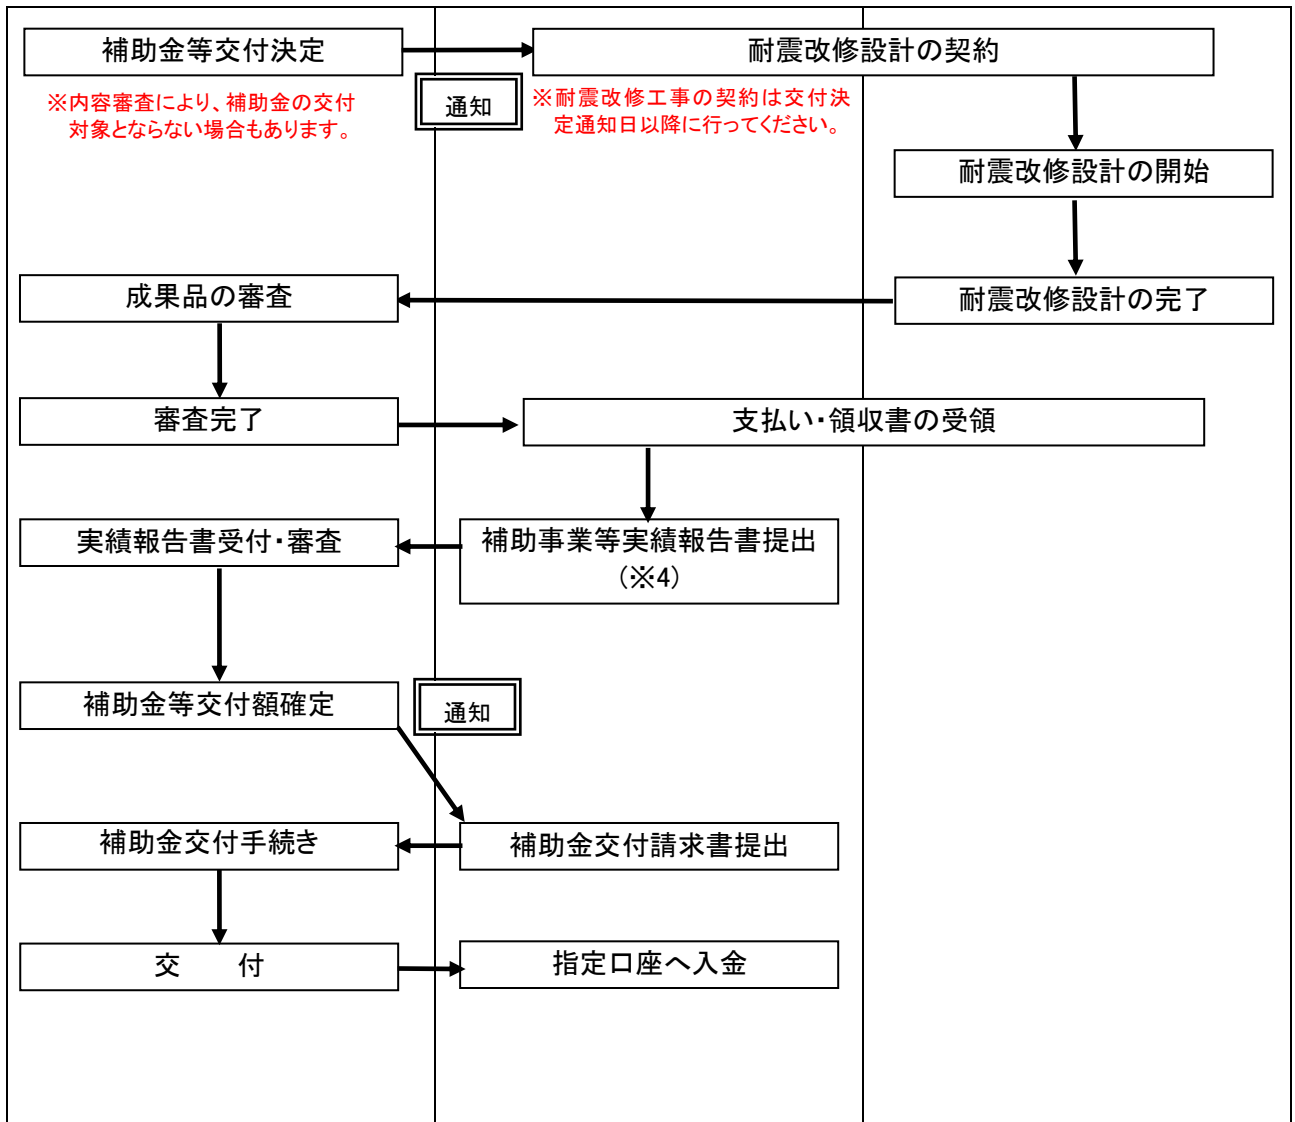 補助金等交付決定
耐震改修設計の契約
通知
※内容審査により、補助金の交付
対象とならない場合もあります。
※耐震改修工事の契約は交付決
定通知日以降に行ってください。
耐震改修設計の開始
成果品の審査
耐震改修設計の完了
審査完了
支払い・領収書の受領
実績報告書受付・審査
補助事業等実績報告書提出
(※4)
補助金等交付額確定
通知
補助金交付手続き
補助金交付請求書提出
交　　付
指定口座へ入金